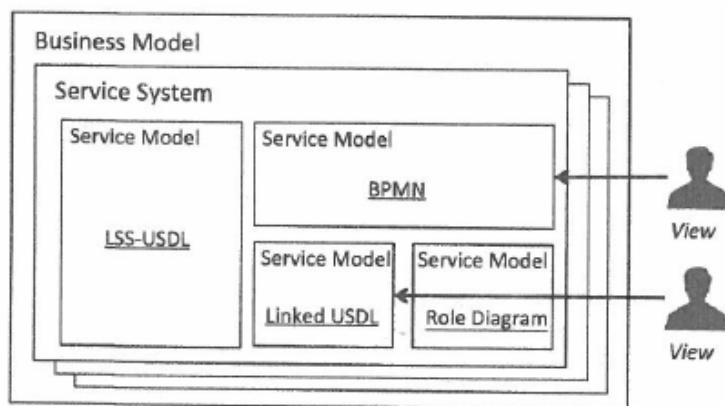 Business Model
Service System
Service Model
LSS-USDL
Service Model
BPMN
Service Model
Linked USDL
Service Model
Role Diagram
View
View